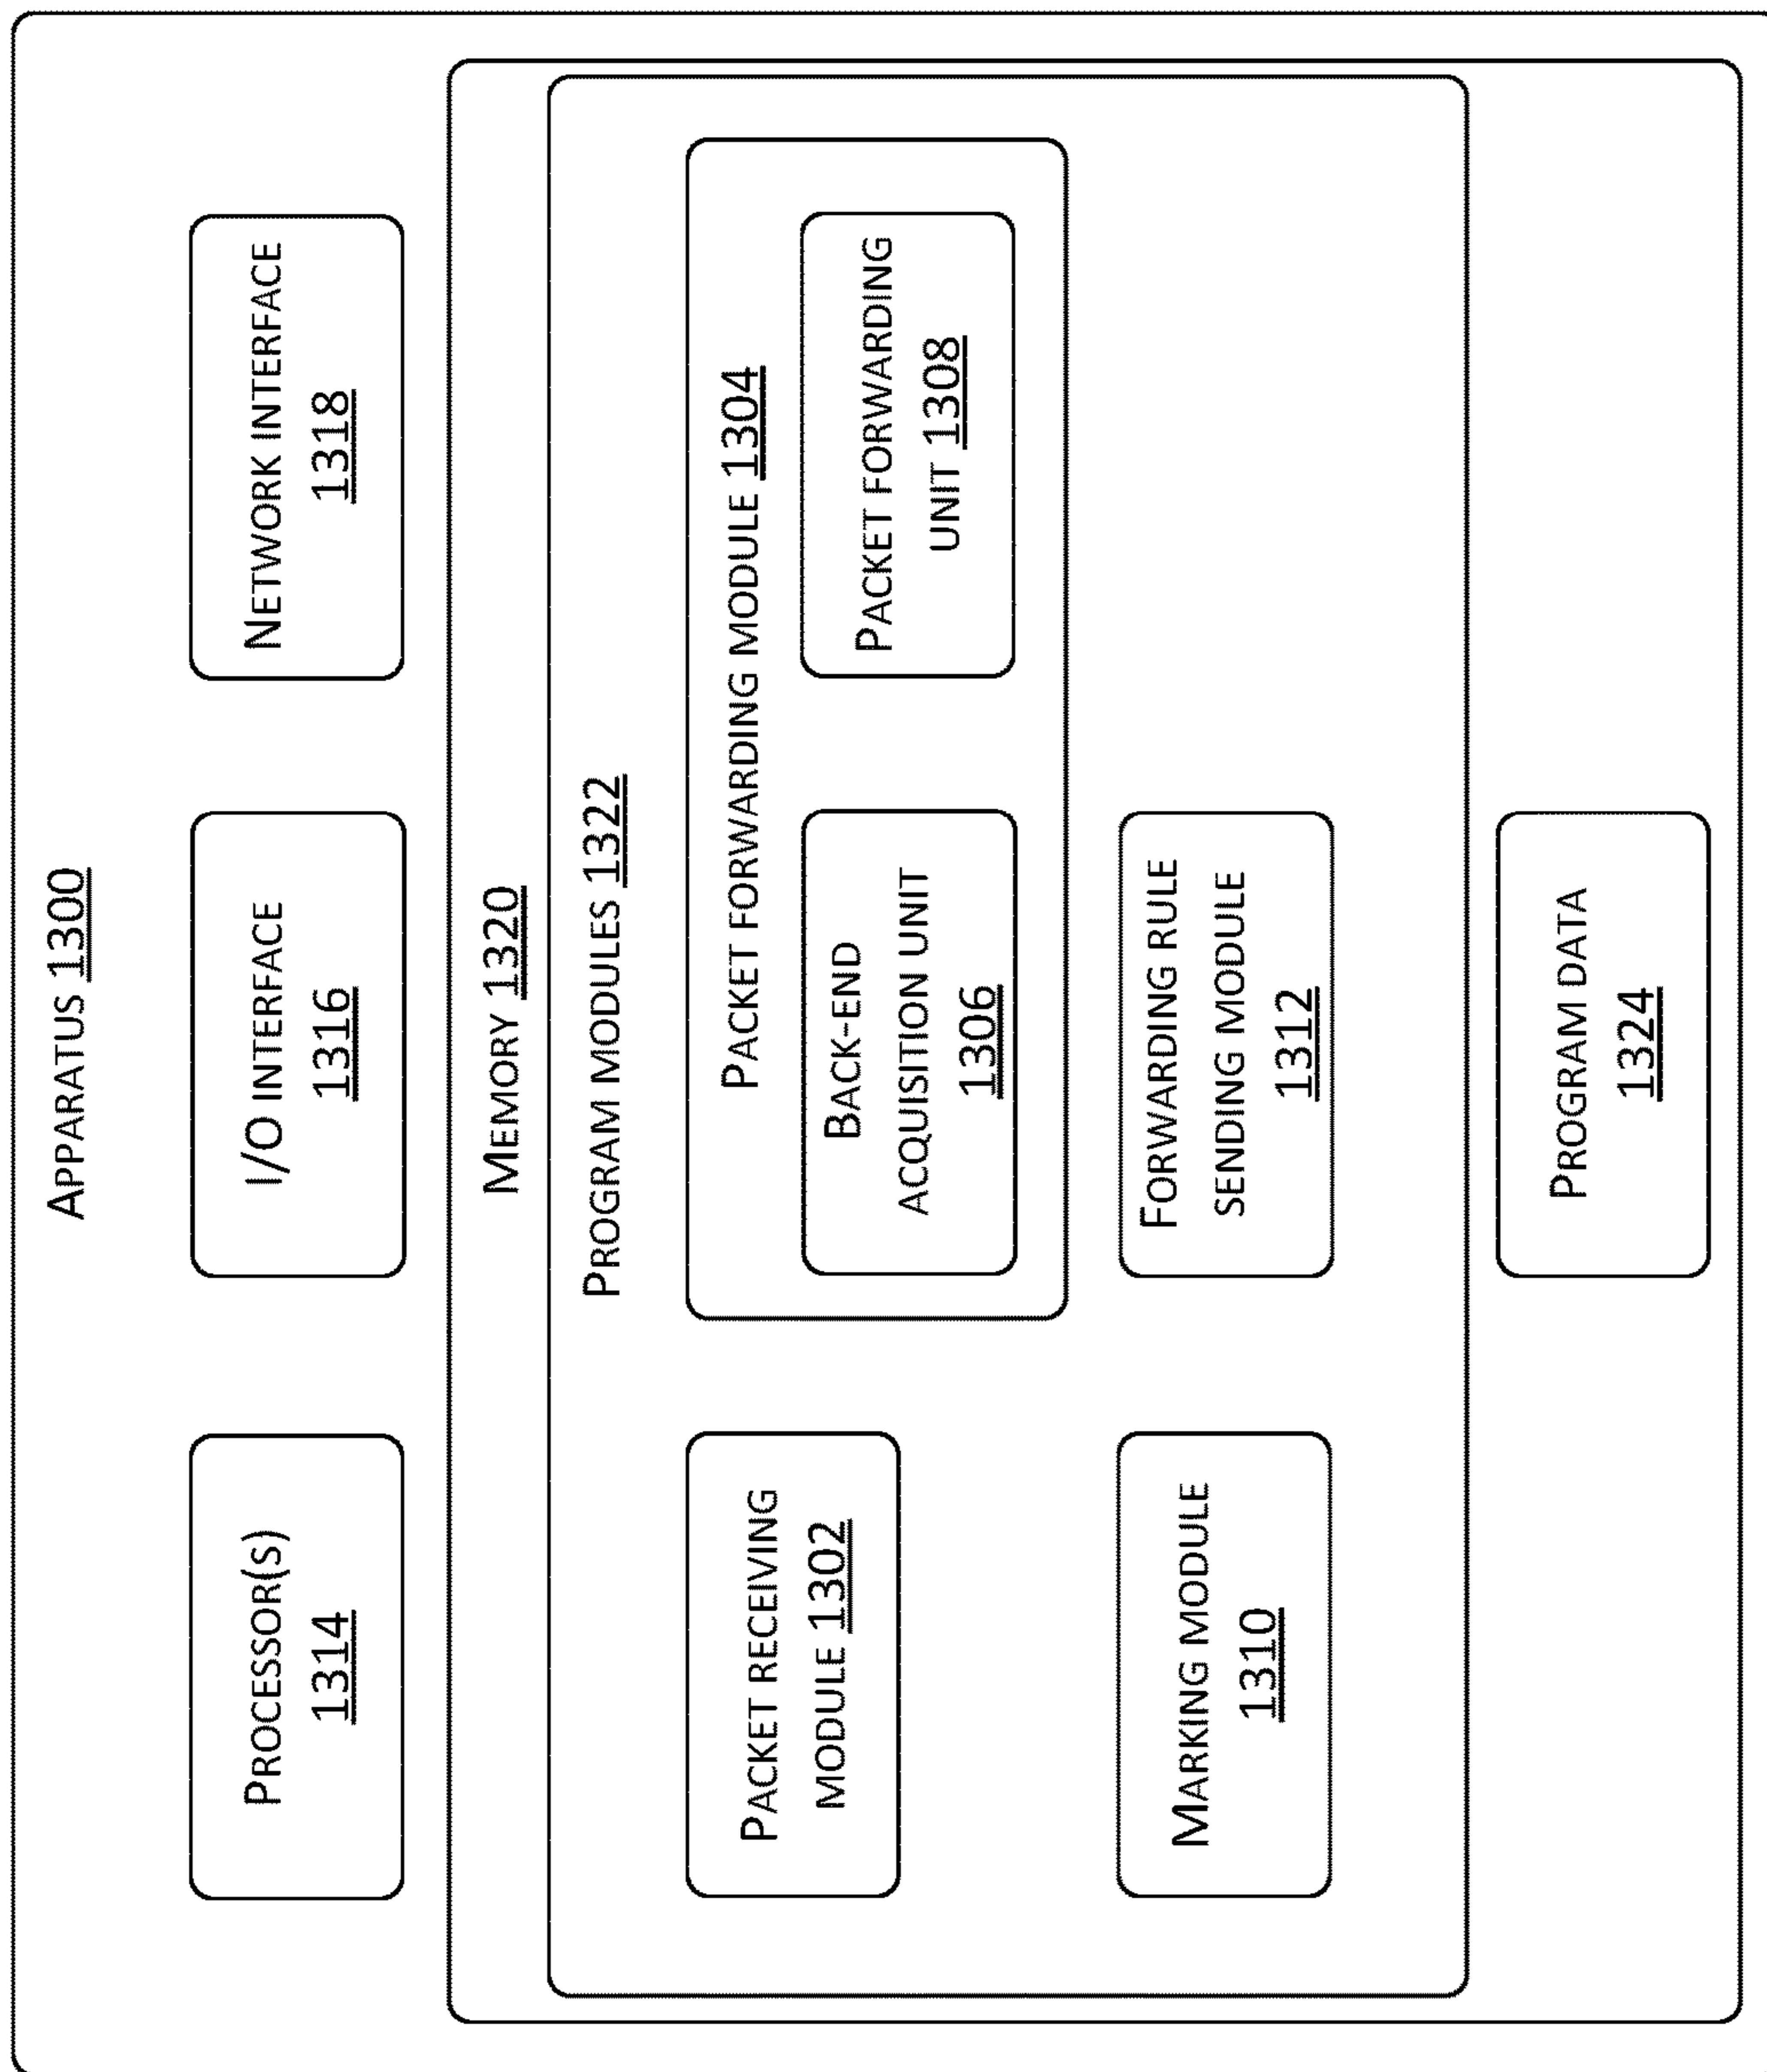 APPARATUS 1300
PROCESSOR(S)
1314
I/O INTERFACE
1316
NETWORK INTERFACE
1318
MEMORY 1320
PROGRAM MODULES 1322
PACKET RECEIVING
MODULE 1302
PACKET FORWARDING MODULE 1304
BACK-END
ACQUISITION UNIT
1306
PACKET FORWARDING
UNIT 1308
MARKING MODULE
1310
FORWARDING RULE
SENDING MODULE
1312
PROGRAM DATA
1324